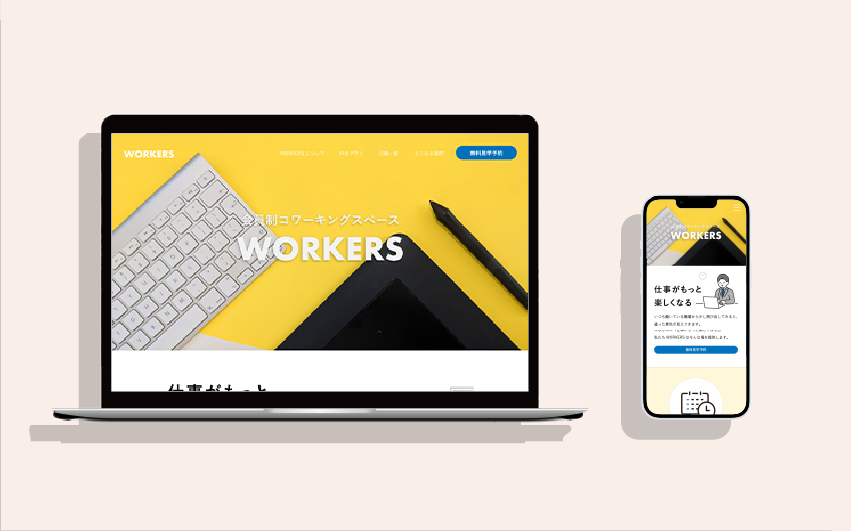 WORKERS
WORKERSについて
料金プラン
店舗一覧
よくある質問
無料見学予約
会員制コワーキングスペース
WORKERS
仕事がもっと
WORKERS
仕事がもっと
楽しくなる
いつも働いている職場から少し飛び出してみると、
違った景色が見えてきます。
私たちWORKERSはそんな場を提供します。
無料見学予約